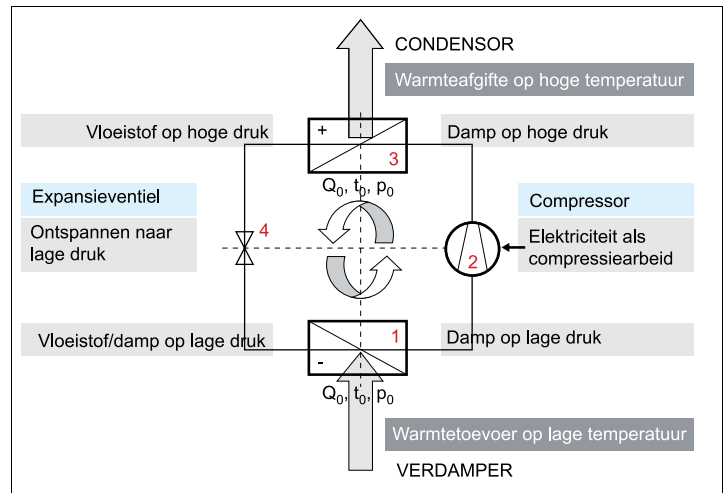 CONDENSOR
Warmteafgifte op hoge temperatuur
Vloeistof op hoge druk
+
3
Damp op hoge druk
Q₀, t₀, p₀
Expansieventiel
Ontspannen naar
lage druk
4
Compressor
2
Elektriciteit als
compressiearbeid
Vloeistof/damp op lage druk
1
-
Damp op lage druk
Q₀, t₀, p₀
Warmtetoevoer op lage temperatuur
VERDAMPER